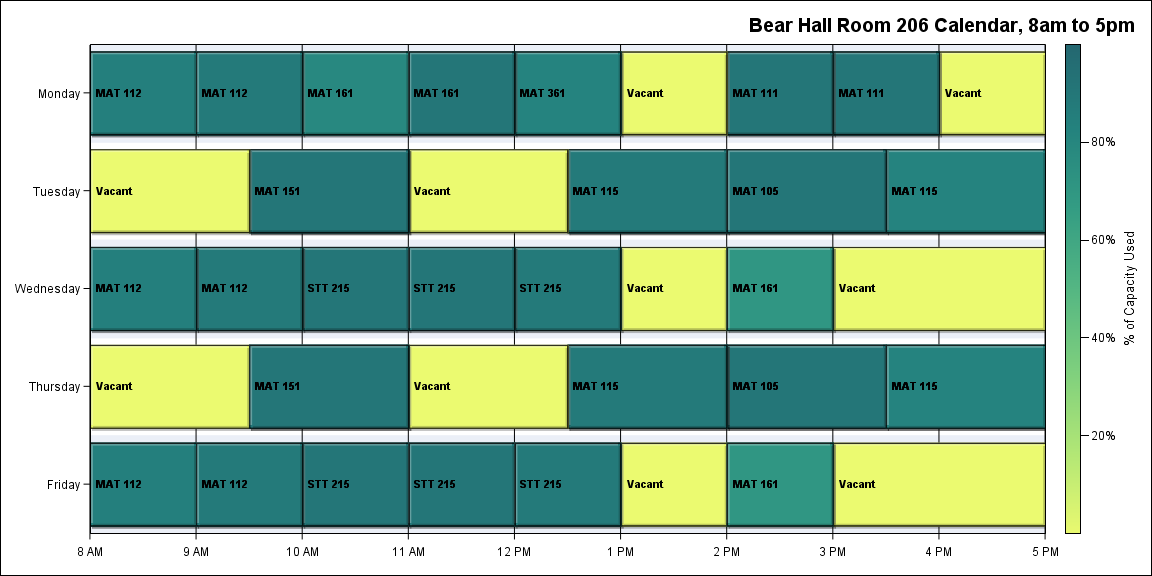 Bear Hall Room 206 Calendar, 8am to 5pm
Monday MAT 112 MAT 112 MAT 161 MAT 161 MAT 361 Vacant MAT 111 MAT 111 Vacant
80%
Tuesday Vacant MAT 151 Vacant MAT 115 MAT 105 MAT 115
60%
Wednesday MAT 112 MAT 112 STT 215 STT 215 STT 215 Vacant MAT 161 Vacant
% of Capacity Used
40%
Thursday Vacant MAT 151 Vacant MAT 115 MAT 105 MAT 115
20%
Friday MAT 112 MAT 112 STT 215 STT 215 STT 215 Vacant MAT 161 Vacant
8 AM 9 AM 10 AM 11 AM 12 PM 1 PM 2 PM 3 PM 4 PM 5 PM